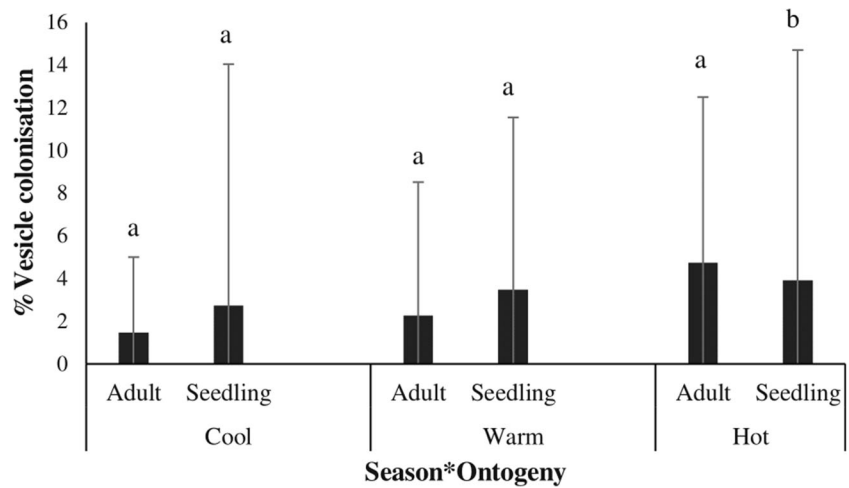 % Vesicle colonisation
16
14
12
10
8
6
4
2
0
a
a
a
a
a
b
Adult Seedling Adult Seedling Adult Seedling
Cool Warm Hot
Season*Ontogeny